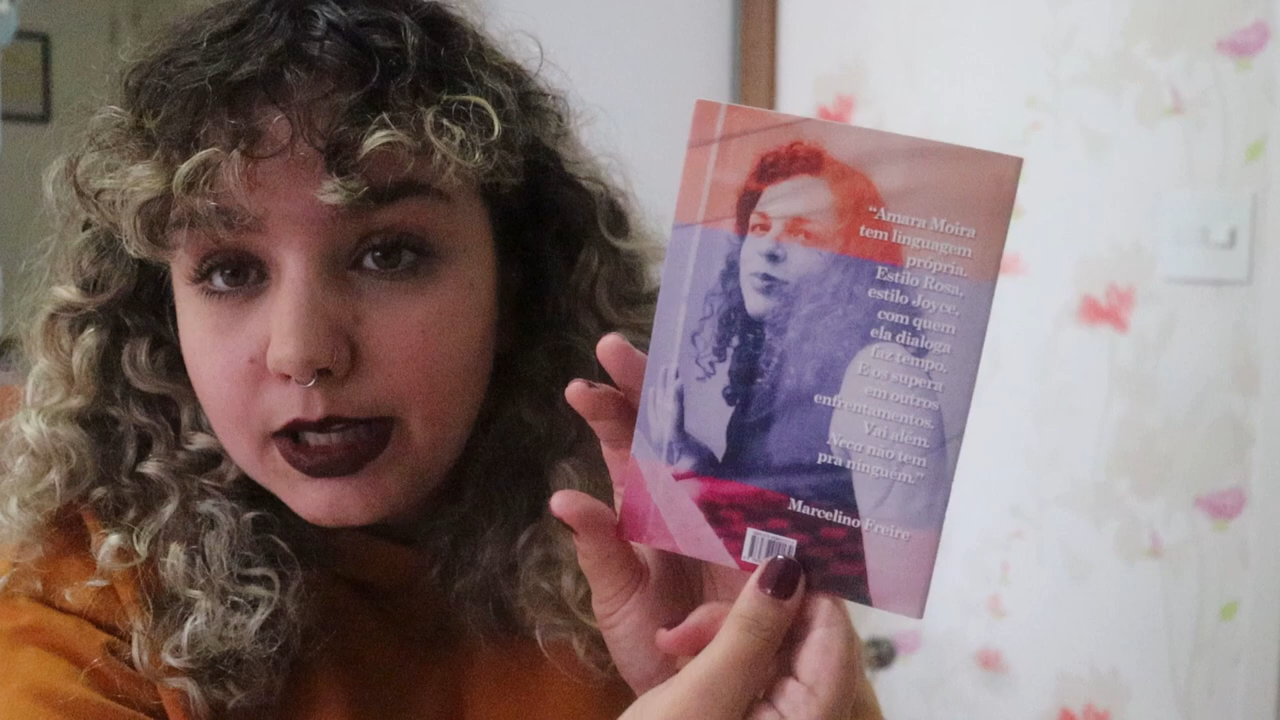 “Amara Moira
tem linguagem
própria.
Estilo Rosa,
estilo Joyce,
com quem
ela dialoga
faz tempo.
E os supera
em outros
enfrentamentos.
Vai além.
Neca não tem
pra ninguém.”
Marcelino Freire